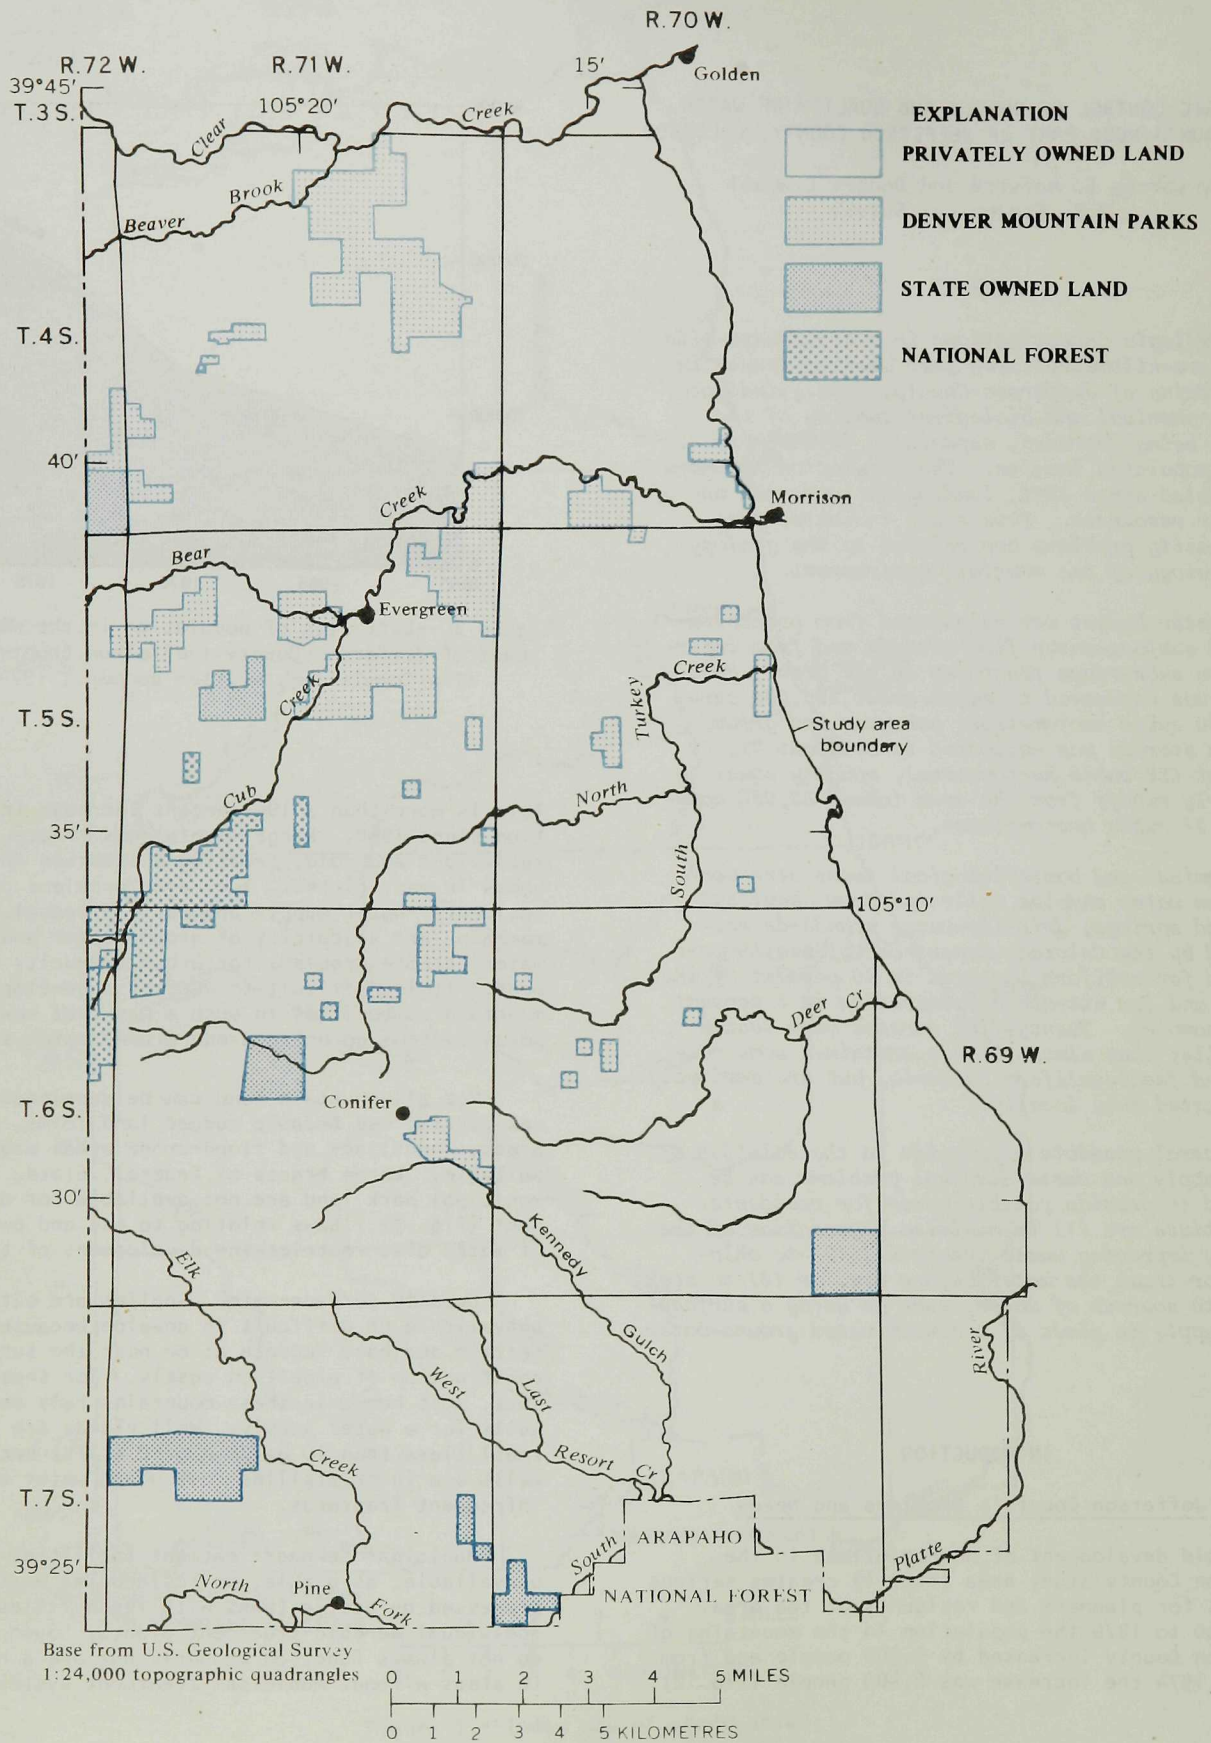 R.70 W.
R.72 W.
R.71 W.
15'
Golden
39°45'
105°20'
T.3 S.
Clear
Creek
EXPLANATION
PRIVATELY OWNED LAND
DENVER MOUNTAIN PARKS
STATE OWNED LAND
NATIONAL FOREST
Beaver
Brook
T.4 S.
40'
Creek
Morrison
Bear
Evergreen
Creek
Creek
Turkey
T.5 S.
Study area
boundary
Cub
North
35'
South
105°10'
Deer
Cr
R.69 W.
T.6 S.
Conifer
30'
Kennedy
Elk
Gulch
River
West
Last
Resort
Cr
Creek
T.7 S.
ARAPAHO
39°25'
South
Platte
NATIONAL FOREST
North
Pine
Fork
Base from U.S. Geological Survey
1:24,000 topographic quadrangles
0 1 2 3 4 5 MILES
0 1 2 3 4 5 KILOMETRES